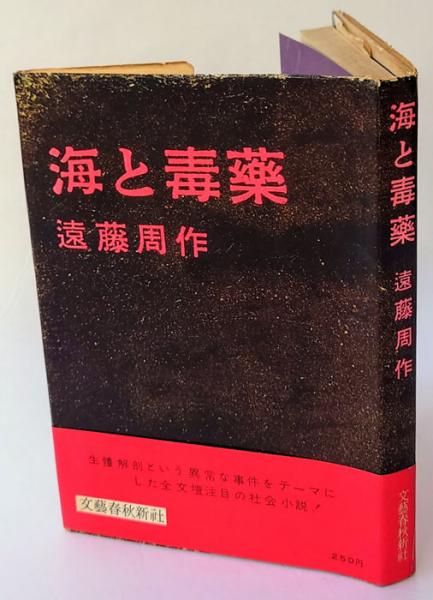 海と毒藥
遠藤周作
生體解剖という異常な事件をテーマに
した全文壇注目の社会小説!
文藝春秋新社
250円
海と毒藥
遠藤周作
文藝春秋新社